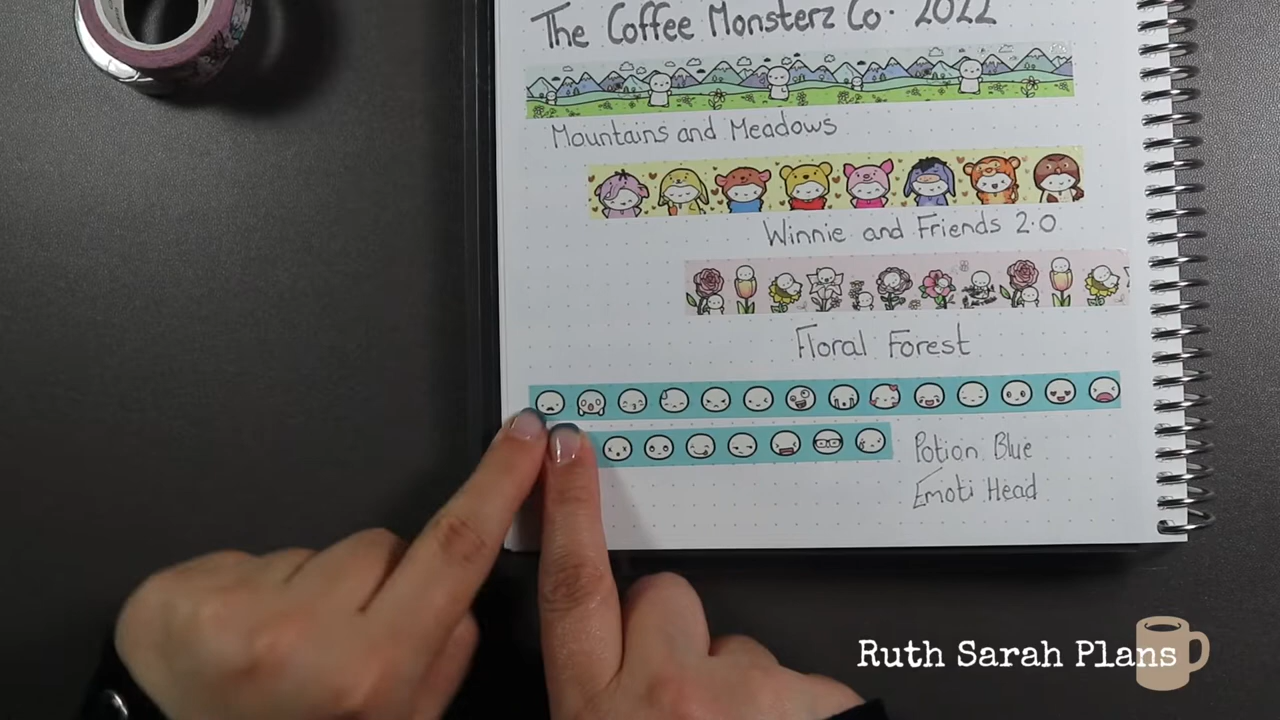 The Coffee Monsterz Co. 2022
Mountains and Meadows
Winnie and Friends 2.0
Floral Forest
Potion Blue
Emoti Head
Ruth Sarah Plans